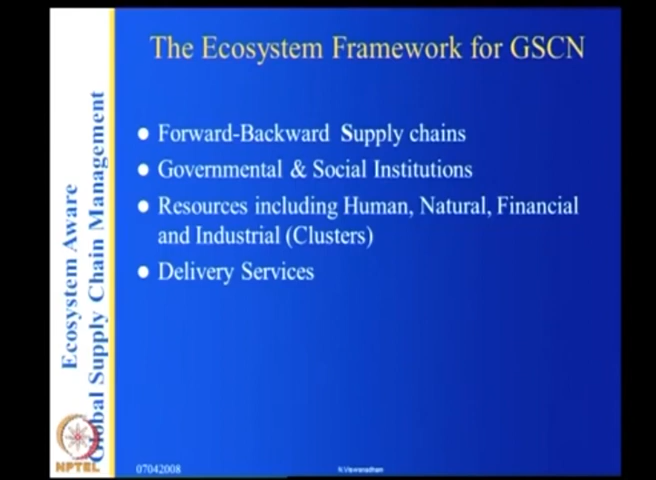 The Ecosystem Framework for GSCN
Forward-Backward Supply chains
Governmental & Social Institutions
Resources including Human, Natural, Financial
and Industrial (Clusters)
Delivery Services
Ecosystem Aware
Global Supply Chain Management
NPTEL
07042008
N.Viswanadham